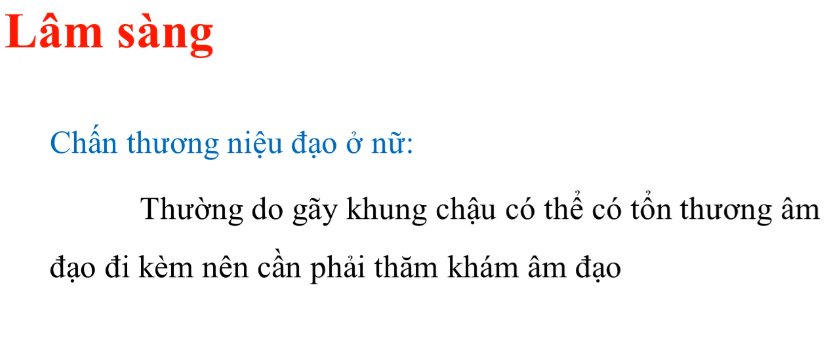 Lâm sàng
Chấn thương niệu đạo ở nữ:
Thường do gãy khung chậu có thể có tổn thương âm
đạo đi kèm nên cần phải thăm khám âm đạo